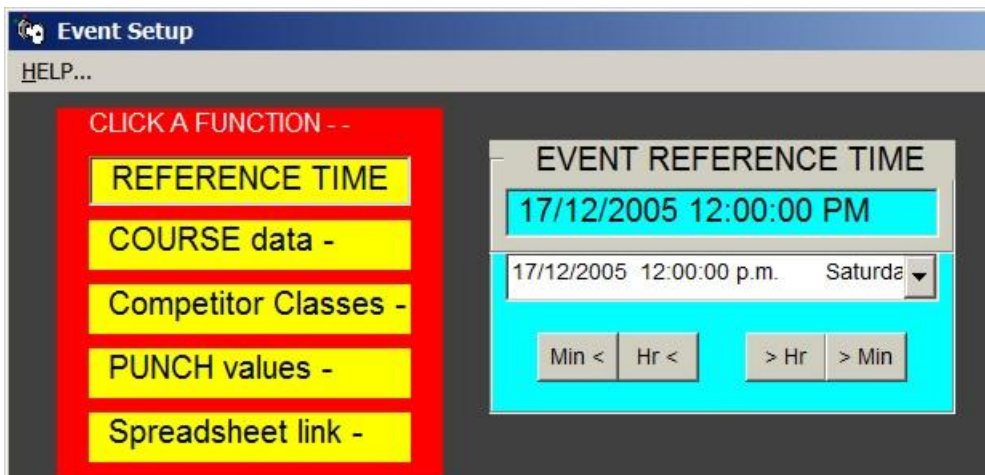 Event Setup
HELP...
CLICK A FUNCTION - -
REFERENCE TIME
COURSE data -
Competitor Classes -
PUNCH values -
Spreadsheet link -
EVENT REFERENCE TIME
17/12/2005 12:00:00 PM
17/12/2005 12:00:00 p.m. Saturda
Min < Hr < > Hr > Min